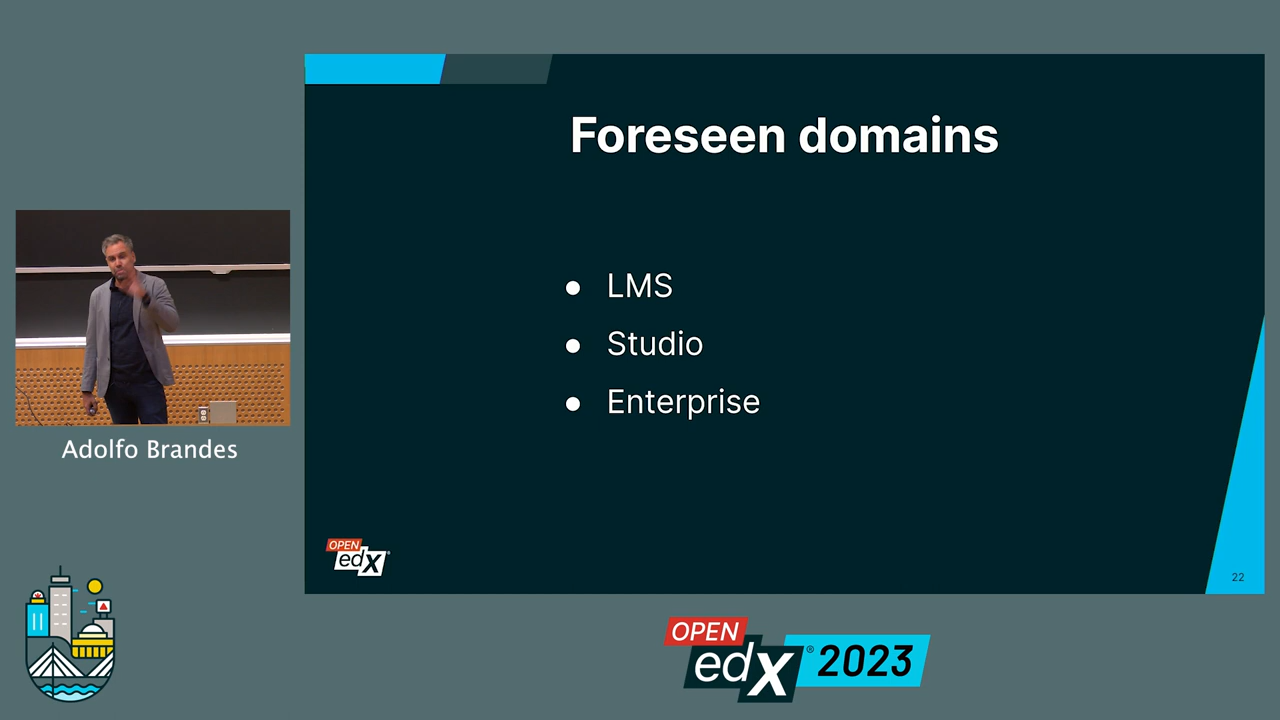 Foreseen domains
● LMS
● Studio
● Enterprise
Adolfo Brandes
OPEN
edX®
22
OPEN
edX® 2023